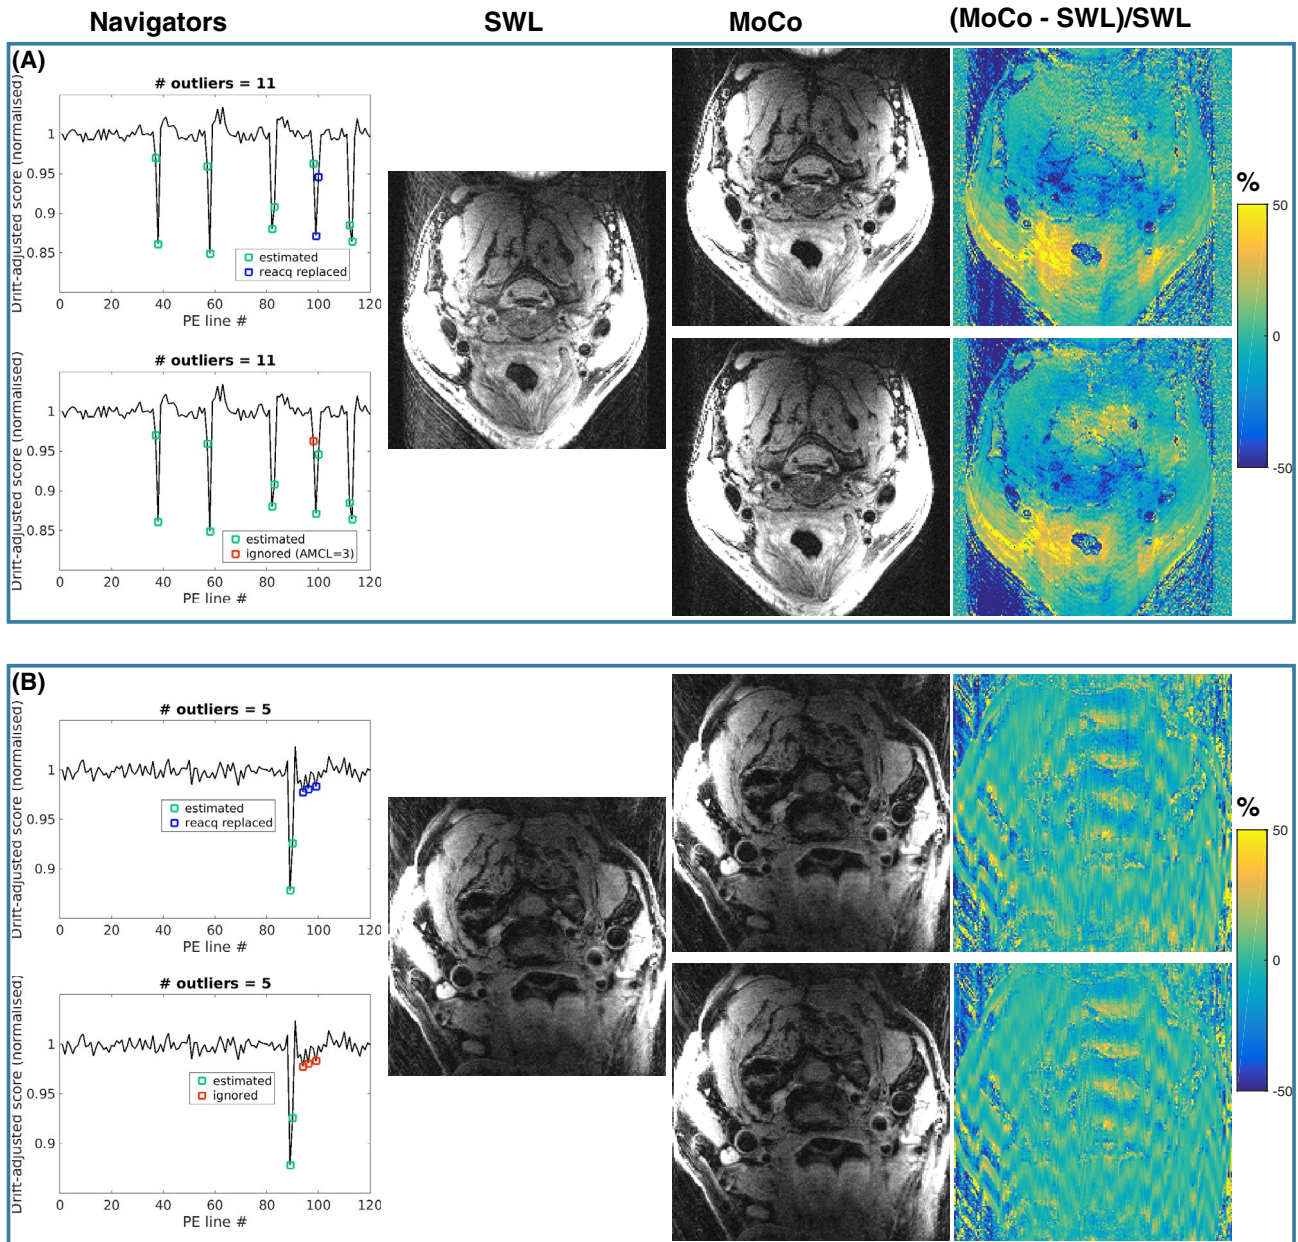 Navigators
SWL
MoCo
(MoCo - SWL)/SWL
(A)
# outliers = 11
Drift-adjusted score (normalised)
1
0.95
0.9
0.85
0 20 40 60 80 100 120
PE line #
estimated
reacq replaced
# outliers = 11
Drift-adjusted score (normalised)
1
0.95
0.9
0.85
0 20 40 60 80 100 120
PE line #
estimated
ignored (AMCL=3)
%
50
0
-50
(B)
# outliers = 5
Drift-adjusted score (normalised)
1
0.95
0.9
0 20 40 60 80 100 120
PE line #
estimated
reacq replaced
# outliers = 5
Drift-adjusted score (normalised)
1
0.95
0.9
0 20 40 60 80 100 120
PE line #
estimated
ignored
%
50
0
-50